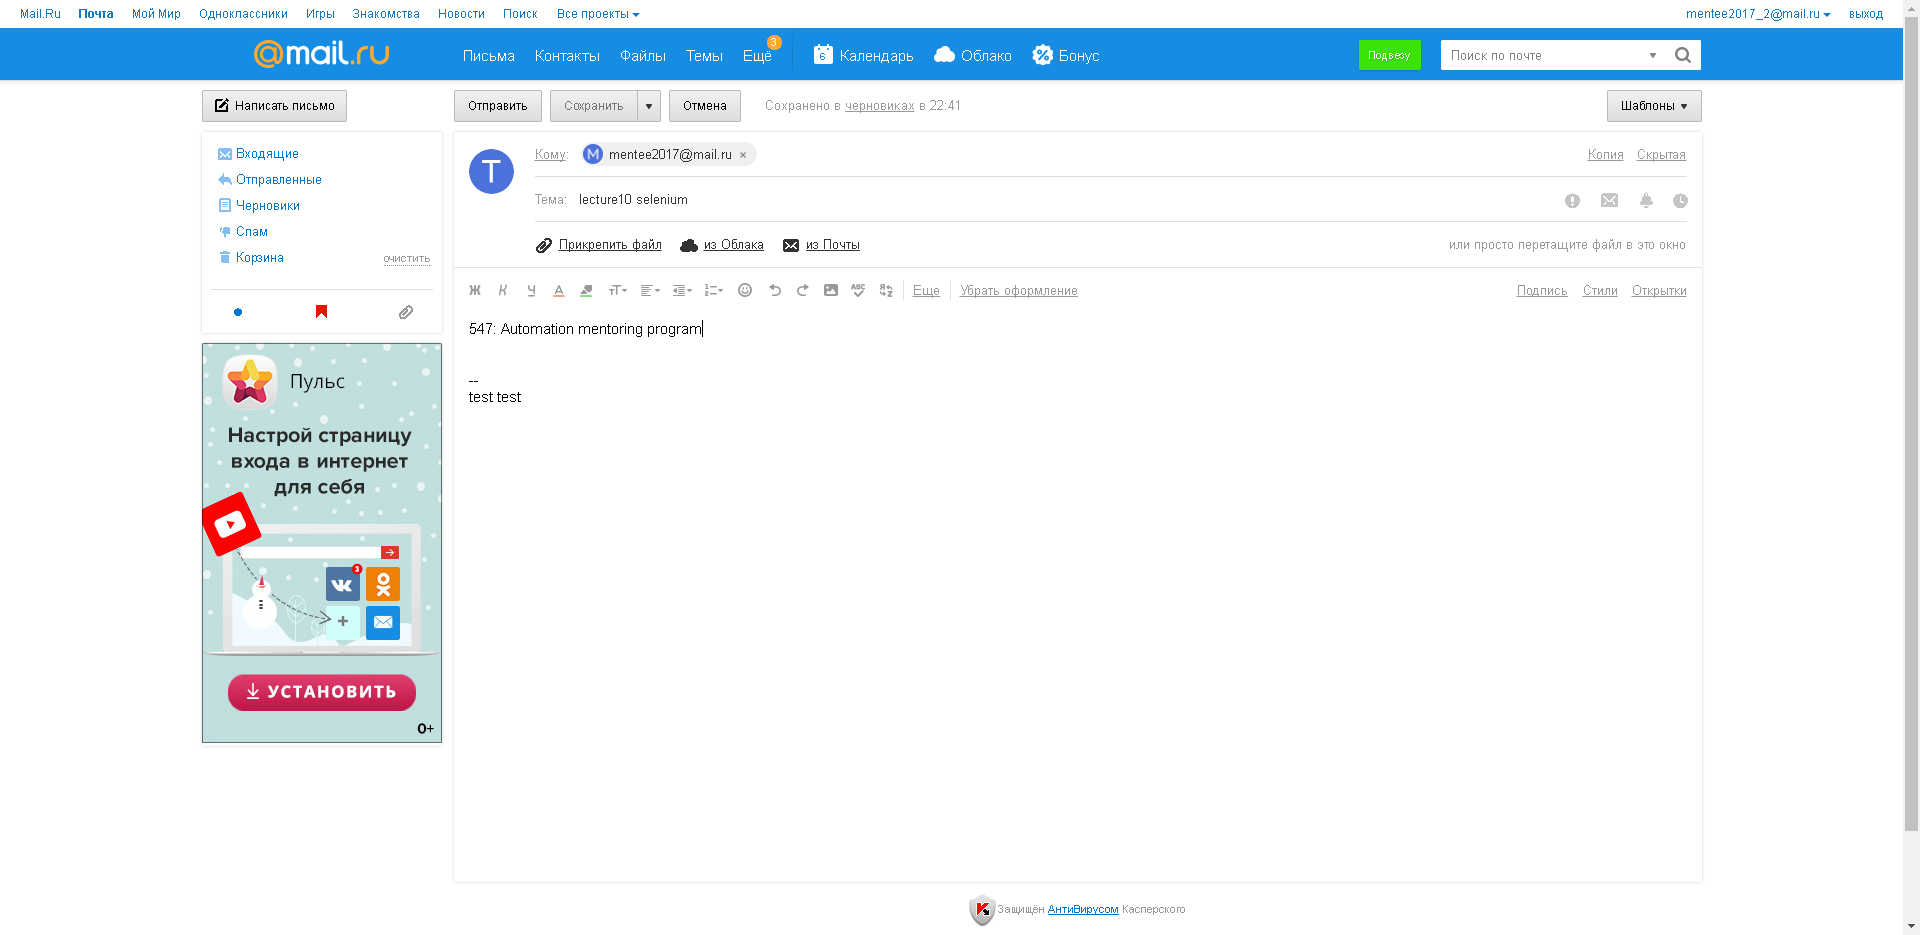 Mail.Ru Почта Мой Мир Одноклассники Игры Знакомства Новости Поиск Все проекты mentee2017_2@mail.ru выход
@mail.ru Письма Контакты Файлы Темы Ещё 3 6 Календарь Облако Бонус Подвезу Поиск по почте
Написать письмо Отправить Сохранить Отмена Сохранено в черновиках в 22:41 Шаблоны
Входящие
Отправленные
Черновики
Спам
Корзина очистить
T Кому: M mentee2017@mail.ru × Копия Скрытая
Тема: lecture10 selenium
Прикрепить файл из Облака из Почты или просто перетащите файл в это окно
Ж К Ч А тТ ABC Еще Убрать оформление Подпись Стили Открытки
547: Automation mentoring program
--
test test
Пульс
Настрой страницу
входа в интернет
для себя
3
УСТАНОВИТЬ
0+
Защищён АнтиВирусом Касперского